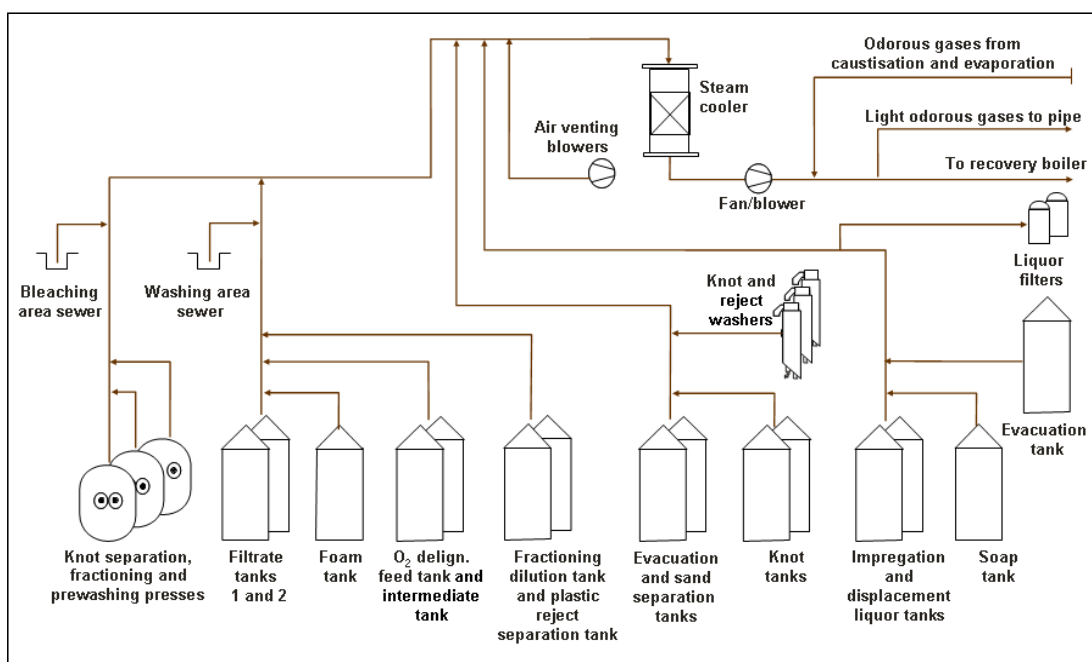 Odorous gases from
caustisation and evaporation
Steam
cooler
Light odorous gases to pipe
Air venting
blowers
To recovery boiler
Fan/blower
Liquor
filters
Bleaching
area sewer
Washing area
sewer
Knot and
reject
washers
Evacuation
tank
Knot separation,
fractioning and
prewashing presses
Filtrate
tanks
1 and 2
Foam
tank
O2 delign.
feed tank and
intermediate
tank
Fractioning
dilution tank
and plastic
reject
separation tank
Evacuation
and sand
separation
tanks
Knot
tanks
Impregation
and
displacement
liquor tanks
Soap
tank